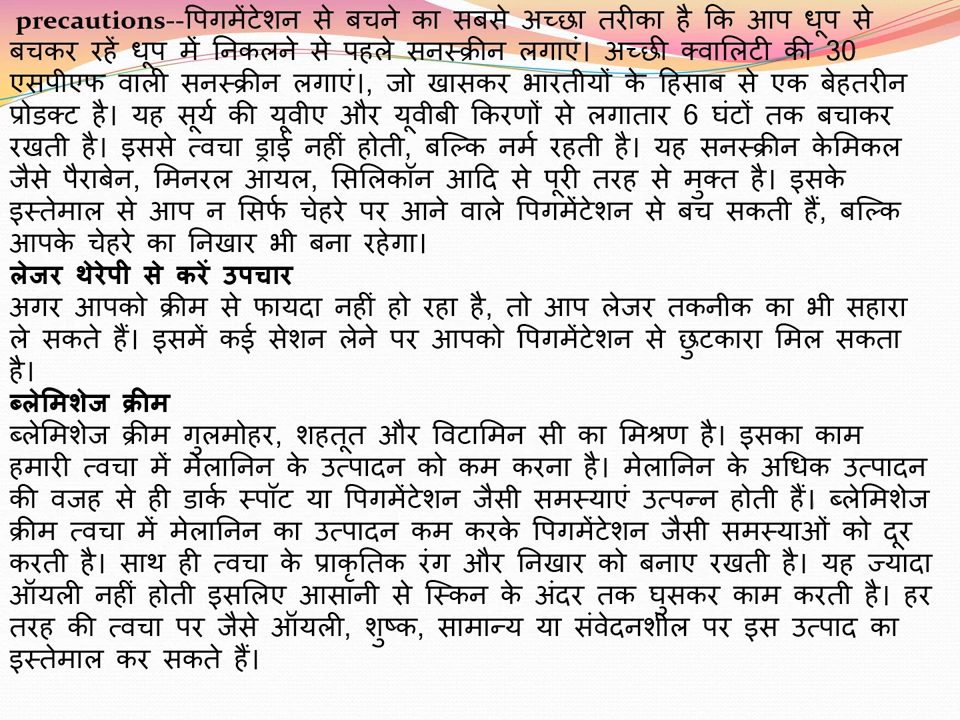 precautions--पिगमेंटेशन से बचने का सबसे अच्छा तरीका है कि आप धूप से
बचकर रहें धूप में निकलने से पहले सनस्क्रीन लगाएं। अच्छी क्वालिटी की 30
एसपीएफ वाली सनस्क्रीन लगाएं।, जो खासकर भारतीयों के हिसाब से एक बेहतरीन
प्रोडक्ट है। यह सूर्य की यूवीए और यूवीबी किरणों से लगातार 6 घंटों तक बचाकर
रखती है। इससे त्वचा ड्राई नहीं होती, बल्कि नर्म रहती है। यह सनस्क्रीन केमिकल
जैसे पैराबेन, मिनरल आयल, सिलिकॉन आदि से पूरी तरह से मुक्त है। इसके
इस्तेमाल से आप न सिर्फ चेहरे पर आने वाले पिगमेंटेशन से बच सकती हैं, बल्कि
आपके चेहरे का निखार भी बना रहेगा।
लेजर थेरेपी से करें उपचार
अगर आपको क्रीम से फायदा नहीं हो रहा है, तो आप लेजर तकनीक का भी सहारा
ले सकते हैं। इसमें कई सेशन लेने पर आपको पिगमेंटेशन से छुटकारा मिल सकता
है।
ब्लेमिशेज क्रीम
ब्लेमिशेज क्रीम गुलमोहर, शहतूत और विटामिन सी का मिश्रण है। इसका काम
हमारी त्वचा में मेलानिन के उत्पादन को कम करना है। मेलानिन के अधिक उत्पादन
की वजह से ही डार्क स्पॉट या पिगमेंटेशन जैसी समस्याएं उत्पन्न होती हैं। ब्लेमिशेज
क्रीम त्वचा में मेलानिन का उत्पादन कम करके पिगमेंटेशन जैसी समस्याओं को दूर
करती है। साथ ही त्वचा के प्राकृतिक रंग और निखार को बनाए रखती है। यह ज्यादा
ऑयली नहीं होती इसलिए आसानी से स्किन के अंदर तक घुसकर काम करती है। हर
तरह की त्वचा पर जैसे ऑयली, शुष्क, सामान्य या संवेदनशील पर इस उत्पाद का
इस्तेमाल कर सकते हैं।